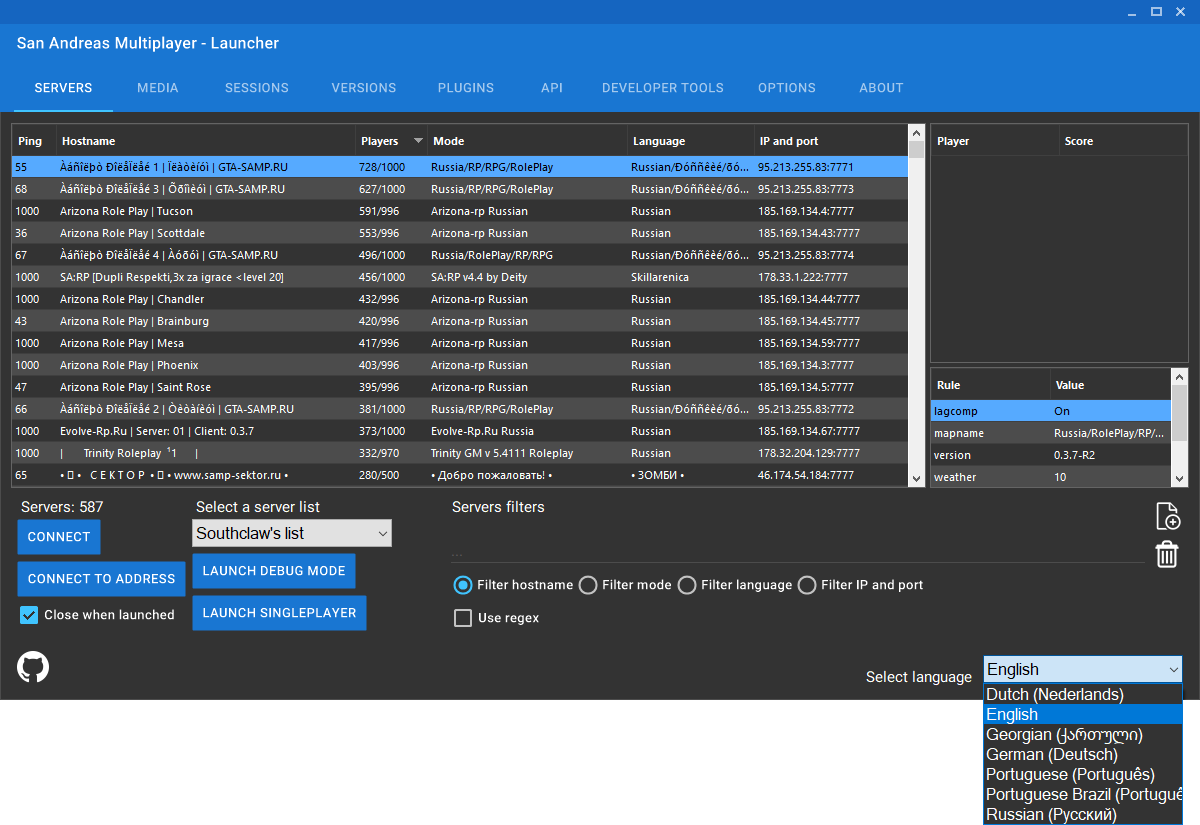 San Andreas Multiplayer - Launcher
SERVERS MEDIA SESSIONS VERSIONS PLUGINS API DEVELOPER TOOLS OPTIONS ABOUT
Ping Hostname Players Mode Language IP and port
55 Àáñîëþò ÐîëåÏëåé 1 | Ïëàòèíóì | GTA-SAMP.RU 728/1000 Russia/RP/RPG/RolePlay Russian/Ðóññêèé/ðó... 95.213.255.83:7771
68 Àáñîëþò ÐîëåÏëåé 3 | Õðîìèóì | GTA-SAMP.RU 627/1000 Russia/RP/RPG/RolePlay Russian/Ðóññêèé/ðó... 95.213.255.83:7773
1000 Arizona Role Play | Tucson 591/996 Arizona-rp Russian Russian 185.169.134.4:7777
36 Arizona Role Play | Scottdale 553/996 Arizona-rp Russian Russian 185.169.134.43:7777
67 Àáñîëþò ÐîëåÏëåé 4 | Àóðóì | GTA-SAMP.RU 496/1000 Russia/RolePlay/RP/RPG Russian/Ðóññêèé/ðó... 95.213.255.83:7774
1000 SA:RP [Dupli Respekti,3x za igrace <level 20] 456/1000 SA:RP v4.4 by Deity Skillarenica 178.33.1.222:7777
1000 Arizona Role Play | Chandler 432/996 Arizona-rp Russian Russian 185.169.134.44:7777
43 Arizona Role Play | Brainburg 420/996 Arizona-rp Russian Russian 185.169.134.45:7777
1000 Arizona Role Play | Mesa 417/996 Arizona-rp Russian Russian 185.169.134.59:7777
1000 Arizona Role Play | Phoenix 403/996 Arizona-rp Russian Russian 185.169.134.3:7777
47 Arizona Role Play | Saint Rose 395/996 Arizona-rp Russian Russian 185.169.134.5:7777
66 Àáñîëþò ÐîëåÏëåé 2 | Òèòàíèóì | GTA-SAMP.RU 381/1000 Russia/RP/RPG/RolePlay Russian/Ðóññêèé/ðó... 95.213.255.83:7772
1000 Evolve-Rp.Ru | Server: 01 | Client: 0.3.7 373/1000 Evolve-Rp.Ru Russia Russian 185.169.134.67:7777
1000 | Trinity Roleplay ¹1 | 332/970 Trinity GM v 5.4111 Roleplay Russian 178.32.204.129:7777
65 • • С Е К Т О Р • • www.samp-sektor.ru • 280/500 • Добро пожаловать! • • ЗОМБИ • 46.174.54.184:7777
Player Score
Rule Value
lagcomp On
mapname Russia/RolePlay/RP/...
version 0.3.7-R2
weather 10
Servers: 587
CONNECT
CONNECT TO ADDRESS
Close when launched
Select a server list
Southclaw's list
LAUNCH DEBUG MODE
LAUNCH SINGLEPLAYER
Servers filters
...
Filter hostname Filter mode Filter language Filter IP and port
Use regex
Select language English
Dutch (Nederlands)
English
Georgian (ქართული)
German (Deutsch)
Portuguese (Português)
Portuguese Brazil (Portuguê
Russian (Русский)